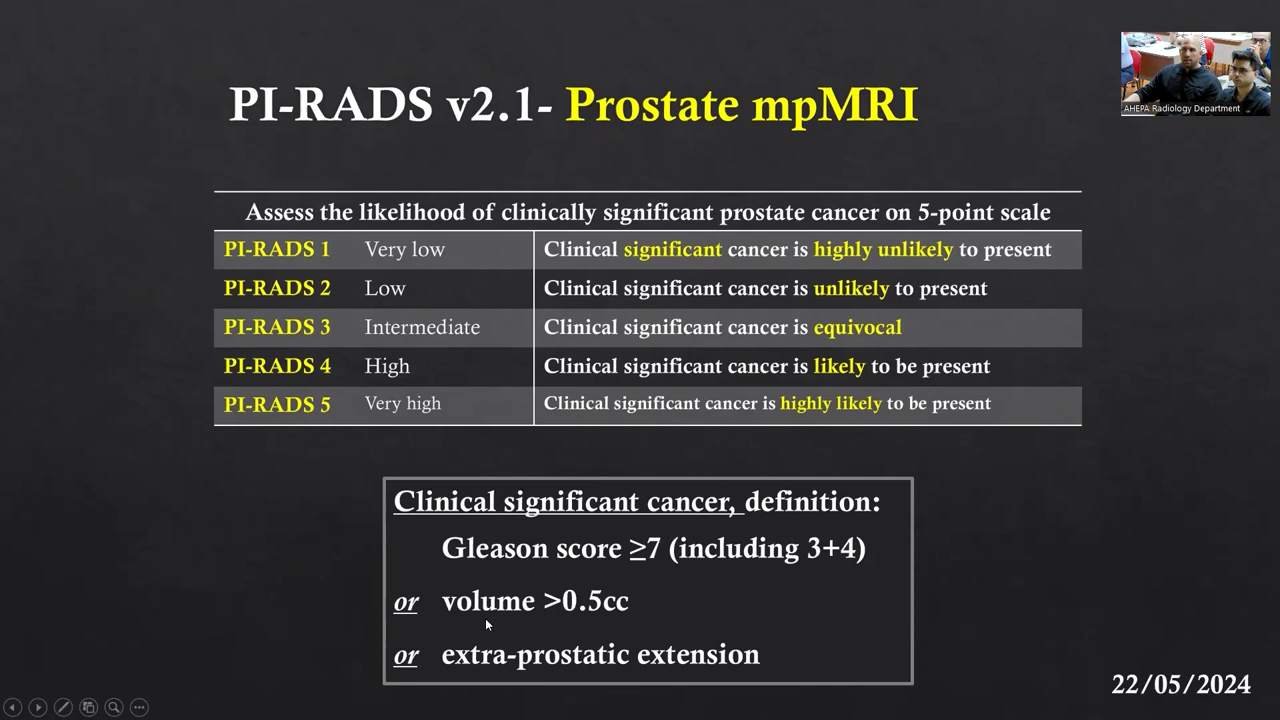 PI-RADS v2.1- Prostate mpMRI
AHEPA Radiology Department
Assess the likelihood of clinically significant prostate cancer on 5-point scale
PI-RADS 1 Very low Clinical significant cancer is highly unlikely to present
PI-RADS 2 Low Clinical significant cancer is unlikely to present
PI-RADS 3 Intermediate Clinical significant cancer is equivocal
PI-RADS 4 High Clinical significant cancer is likely to be present
PI-RADS 5 Very high Clinical significant cancer is highly likely to be present
Clinical significant cancer, definition:
Gleason score ≥7 (including 3+4)
or volume >0.5cc
or extra-prostatic extension
22/05/2024